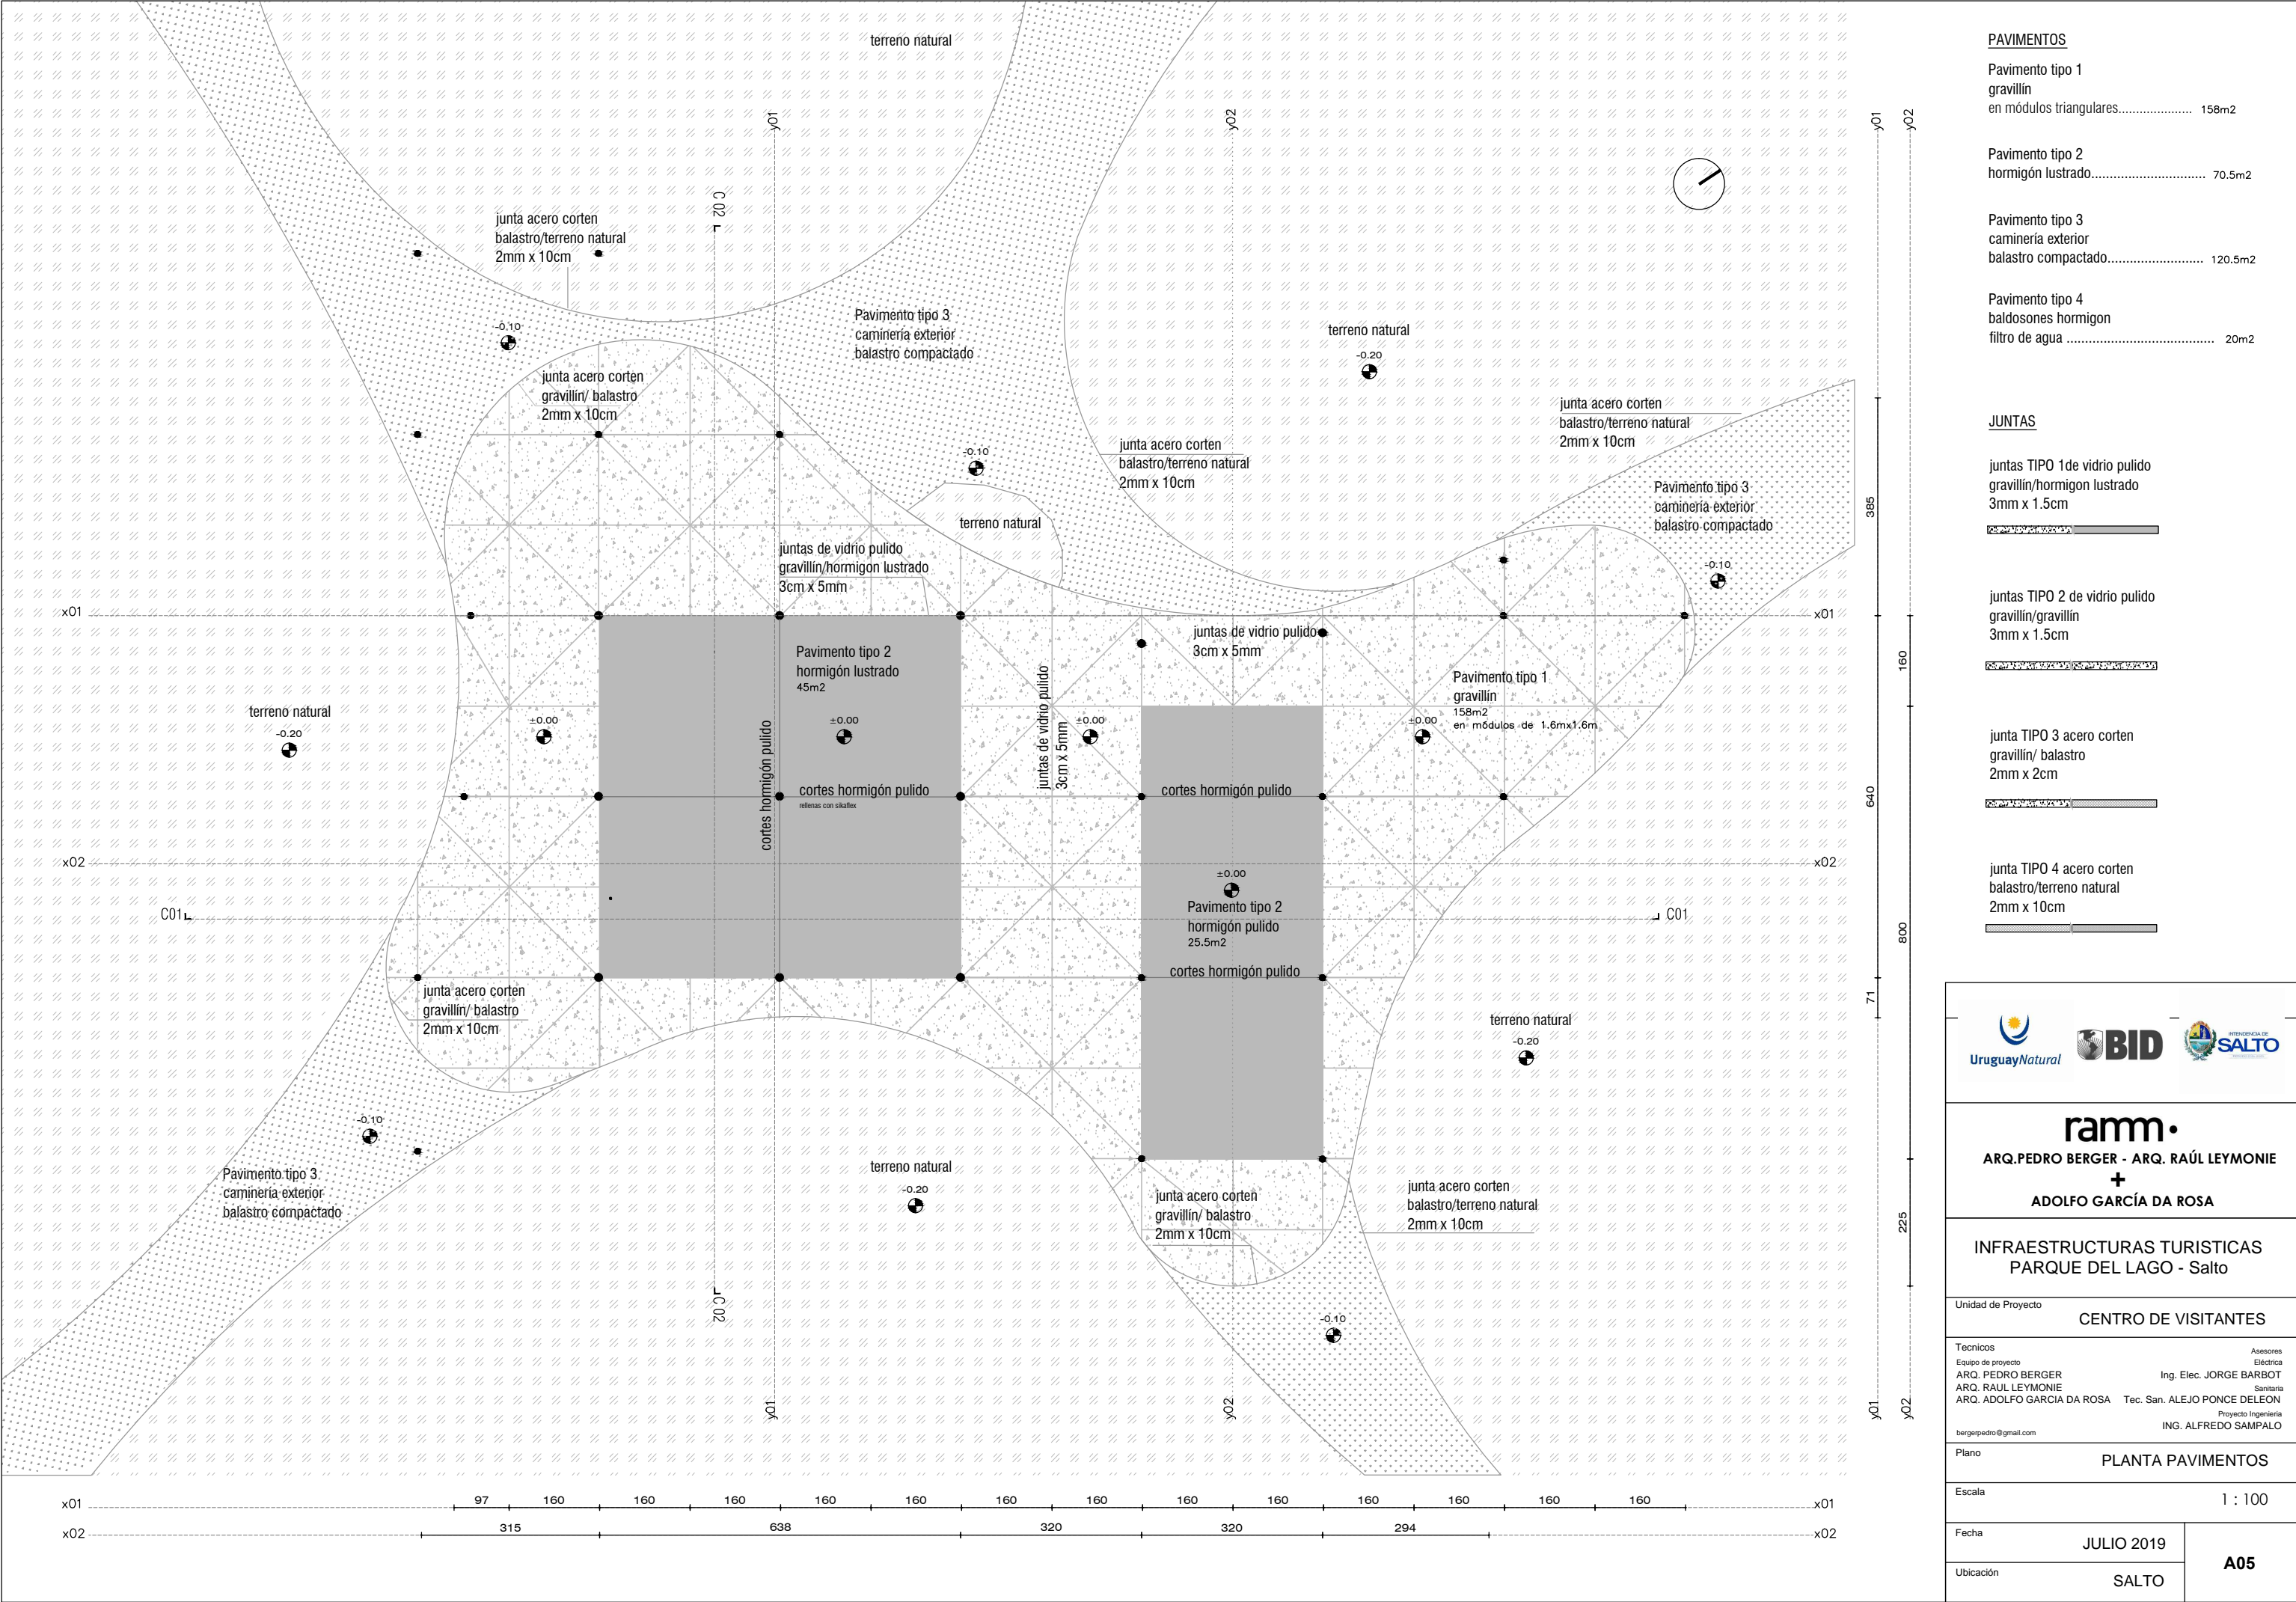 terreno natural
y01
y02
C 02
junta acero corten
balastro/terreno natural
2mm x 10cm
-0.10
Pavimento tipo 3
caminería exterior
balastro compactado
terreno natural
-0.20
junta acero corten
gravillín/ balastro
2mm x 10cm
junta acero corten
balastro/terreno natural
2mm x 10cm
junta acero corten
balastro/terreno natural
2mm x 10cm
-0.10
Pavimento tipo 3
caminería exterior
balastro compactado
terreno natural
juntas de vidrio pulido
gravillín/hormigon lustrado
3cm x 5mm
-0.10
x01
x01
juntas de vidrio pulido
3cm x 5mm
Pavimento tipo 2
hormigón lustrado
45m2
Pavimento tipo 1
gravillín
158m2
en módulos de 1.6mx1.6m
terreno natural
-0.20
±0.00
±0.00
±0.00
±0.00
juntas de vidrio pulido
3cm x 5mm
cortes hormigón pulido
cortes hormigón pulido
rellenas con sikaflex
cortes hormigón pulido
x02
x02
±0.00
Pavimento tipo 2
hormigón pulido
25.5m2
C01
C01
cortes hormigón pulido
junta acero corten
gravillín/ balastro
2mm x 10cm
terreno natural
-0.20
-0.10
Pavimento tipo 3
caminería exterior
balastro compactado
terreno natural
-0.20
junta acero corten
gravillín/ balastro
2mm x 10cm
junta acero corten
balastro/terreno natural
2mm x 10cm
C 02
-0.10
y01
y02
x01
97 160 160 160 160 160 160 160 160 160 160 160 160 160
x01
x02
315 638 320 320 294
x02
y01
y02
385
160
640
800
71
225
y01
y02
PAVIMENTOS
Pavimento tipo 1
gravillín
en módulos triangulares..................... 158m2
Pavimento tipo 2
hormigón lustrado............................... 70.5m2
Pavimento tipo 3
caminería exterior
balastro compactado.......................... 120.5m2
Pavimento tipo 4
baldosones hormigon
filtro de agua ........................................ 20m2
JUNTAS
juntas TIPO 1de vidrio pulido
gravillín/hormigon lustrado
3mm x 1.5cm
juntas TIPO 2 de vidrio pulido
gravillín/gravillín
3mm x 1.5cm
junta TIPO 3 acero corten
gravillín/ balastro
2mm x 2cm
junta TIPO 4 acero corten
balastro/terreno natural
2mm x 10cm
UruguayNatural
BID
INTENDENCIA DE
SALTO
ramm.
ARQ.PEDRO BERGER - ARQ. RAÚL LEYMONIE
+
ADOLFO GARCÍA DA ROSA
INFRAESTRUCTURAS TURISTICAS
PARQUE DEL LAGO - Salto
Unidad de Proyecto
CENTRO DE VISITANTES
Tecnicos
Asesores
Equipo de proyecto
Eléctrica
ARQ. PEDRO BERGER
Ing. Elec. JORGE BARBOT
ARQ. RAUL LEYMONIE
Sanitaria
ARQ. ADOLFO GARCIA DA ROSA
Tec. San. ALEJO PONCE DELEON
Proyecto Ingenieria
ING. ALFREDO SAMPALO
bergerpedro@gmail.com
Plano
PLANTA PAVIMENTOS
Escala
1 : 100
Fecha
JULIO 2019
A05
Ubicación
SALTO